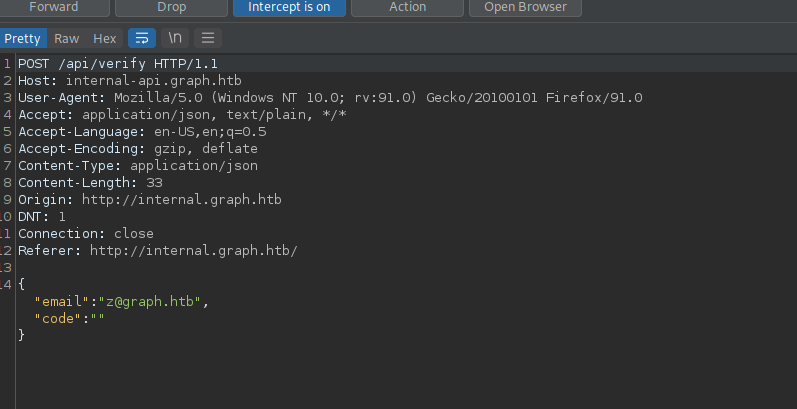 Forward Drop Intercept is on Action Open Browser
Pretty Raw Hex \n
1 POST /api/verify HTTP/1.1
2 Host: internal-api.graph.htb
3 User-Agent: Mozilla/5.0 (Windows NT 10.0; rv:91.0) Gecko/20100101 Firefox/91.0
4 Accept: application/json, text/plain, */*
5 Accept-Language: en-US,en;q=0.5
6 Accept-Encoding: gzip, deflate
7 Content-Type: application/json
8 Content-Length: 33
9 Origin: http://internal.graph.htb
10 DNT: 1
11 Connection: close
12 Referer: http://internal.graph.htb/
13
14 {
"email":"z@graph.htb",
"code":""
}